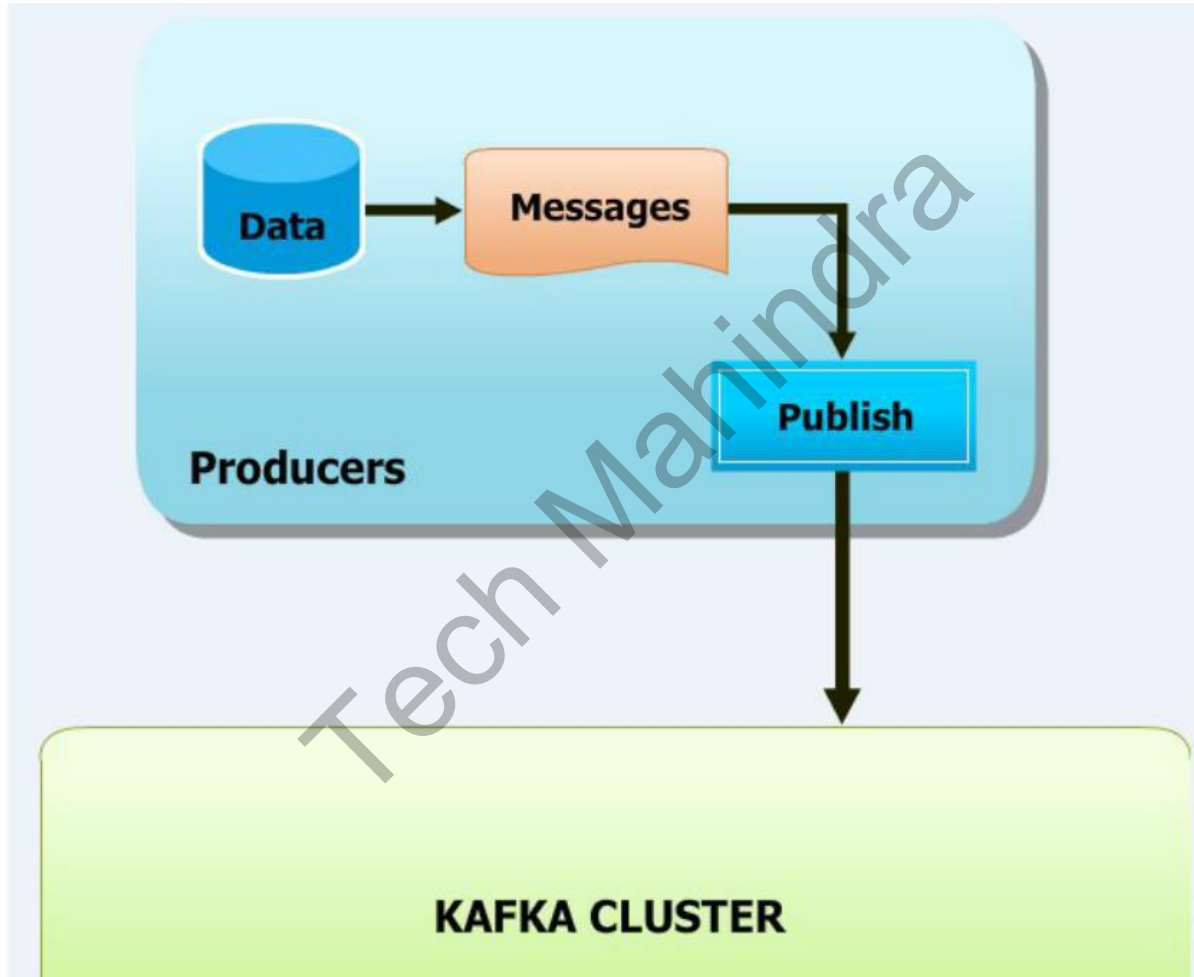 Data
Messages
Publish
Producers
Tech Mahindra
KAFKA CLUSTER